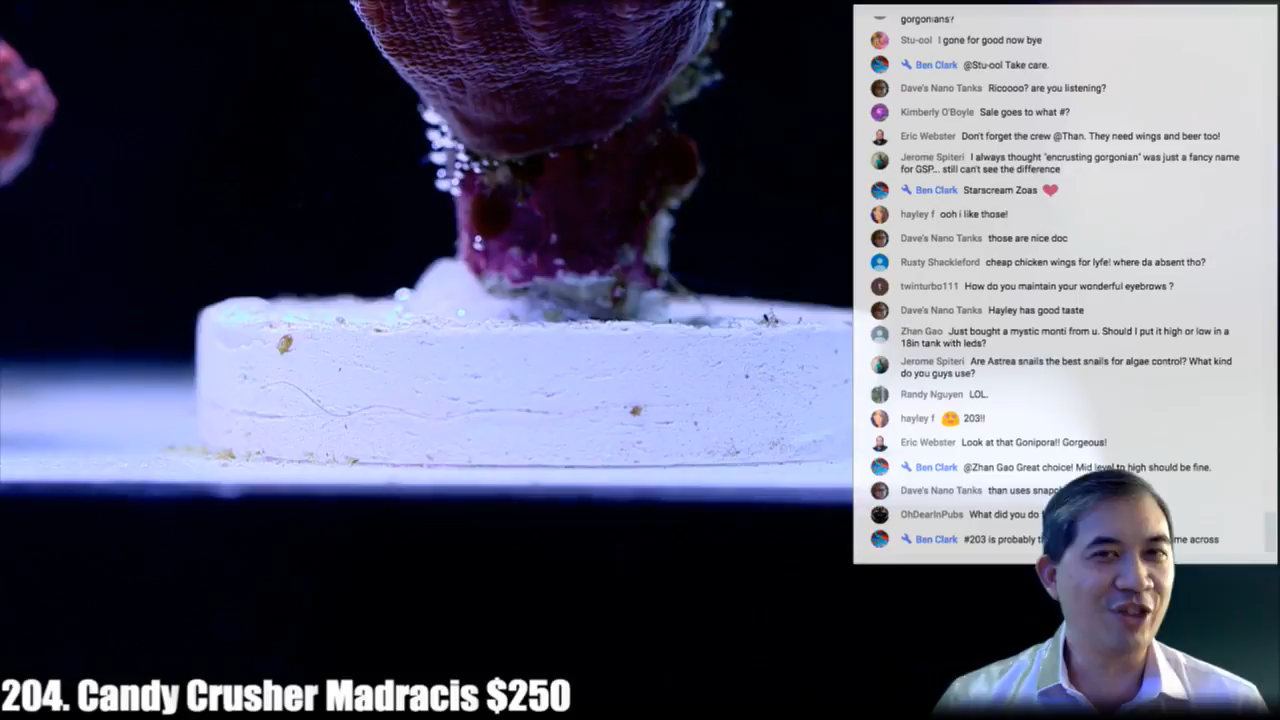 gorgonians?
Stu-ool I gone for good now bye
Ben Clark @Stu-ool Take care.
Dave's Nano Tanks Ricoooo? are you listening?
Kimberly O'Boyle Sale goes to what #?
Eric Webster Don't forget the crew @Than. They need wings and beer too!
Jerome Spiteri I always thought "encrusting gorgonian" was just a fancy name
for GSP... still can't see the difference
Ben Clark Starscream Zoas
hayley f ooh i like those!
Dave's Nano Tanks those are nice doc
Rusty Shackleford cheap chicken wings for lyfe! where da absent tho?
twinturbo111 How do you maintain your wonderful eyebrows ?
Dave's Nano Tanks Hayley has good taste
Zhan Gao Just bought a mystic monti from u. Should I put it high or low in a
18in tank with leds?
Jerome Spiteri Are Astrea snails the best snails for algae control? What kind
do you guys use?
Randy Nguyen LOL.
hayley f 203!!
Eric Webster Look at that Gonipora!! Gorgeous!
Ben Clark @Zhan Gao Great choice! Mid level to high should be fine.
Dave's Nano Tanks than uses
OhDearInPubs What did you do
Ben Clark #203 is probably me across
204. Candy Crusher Madracis $250